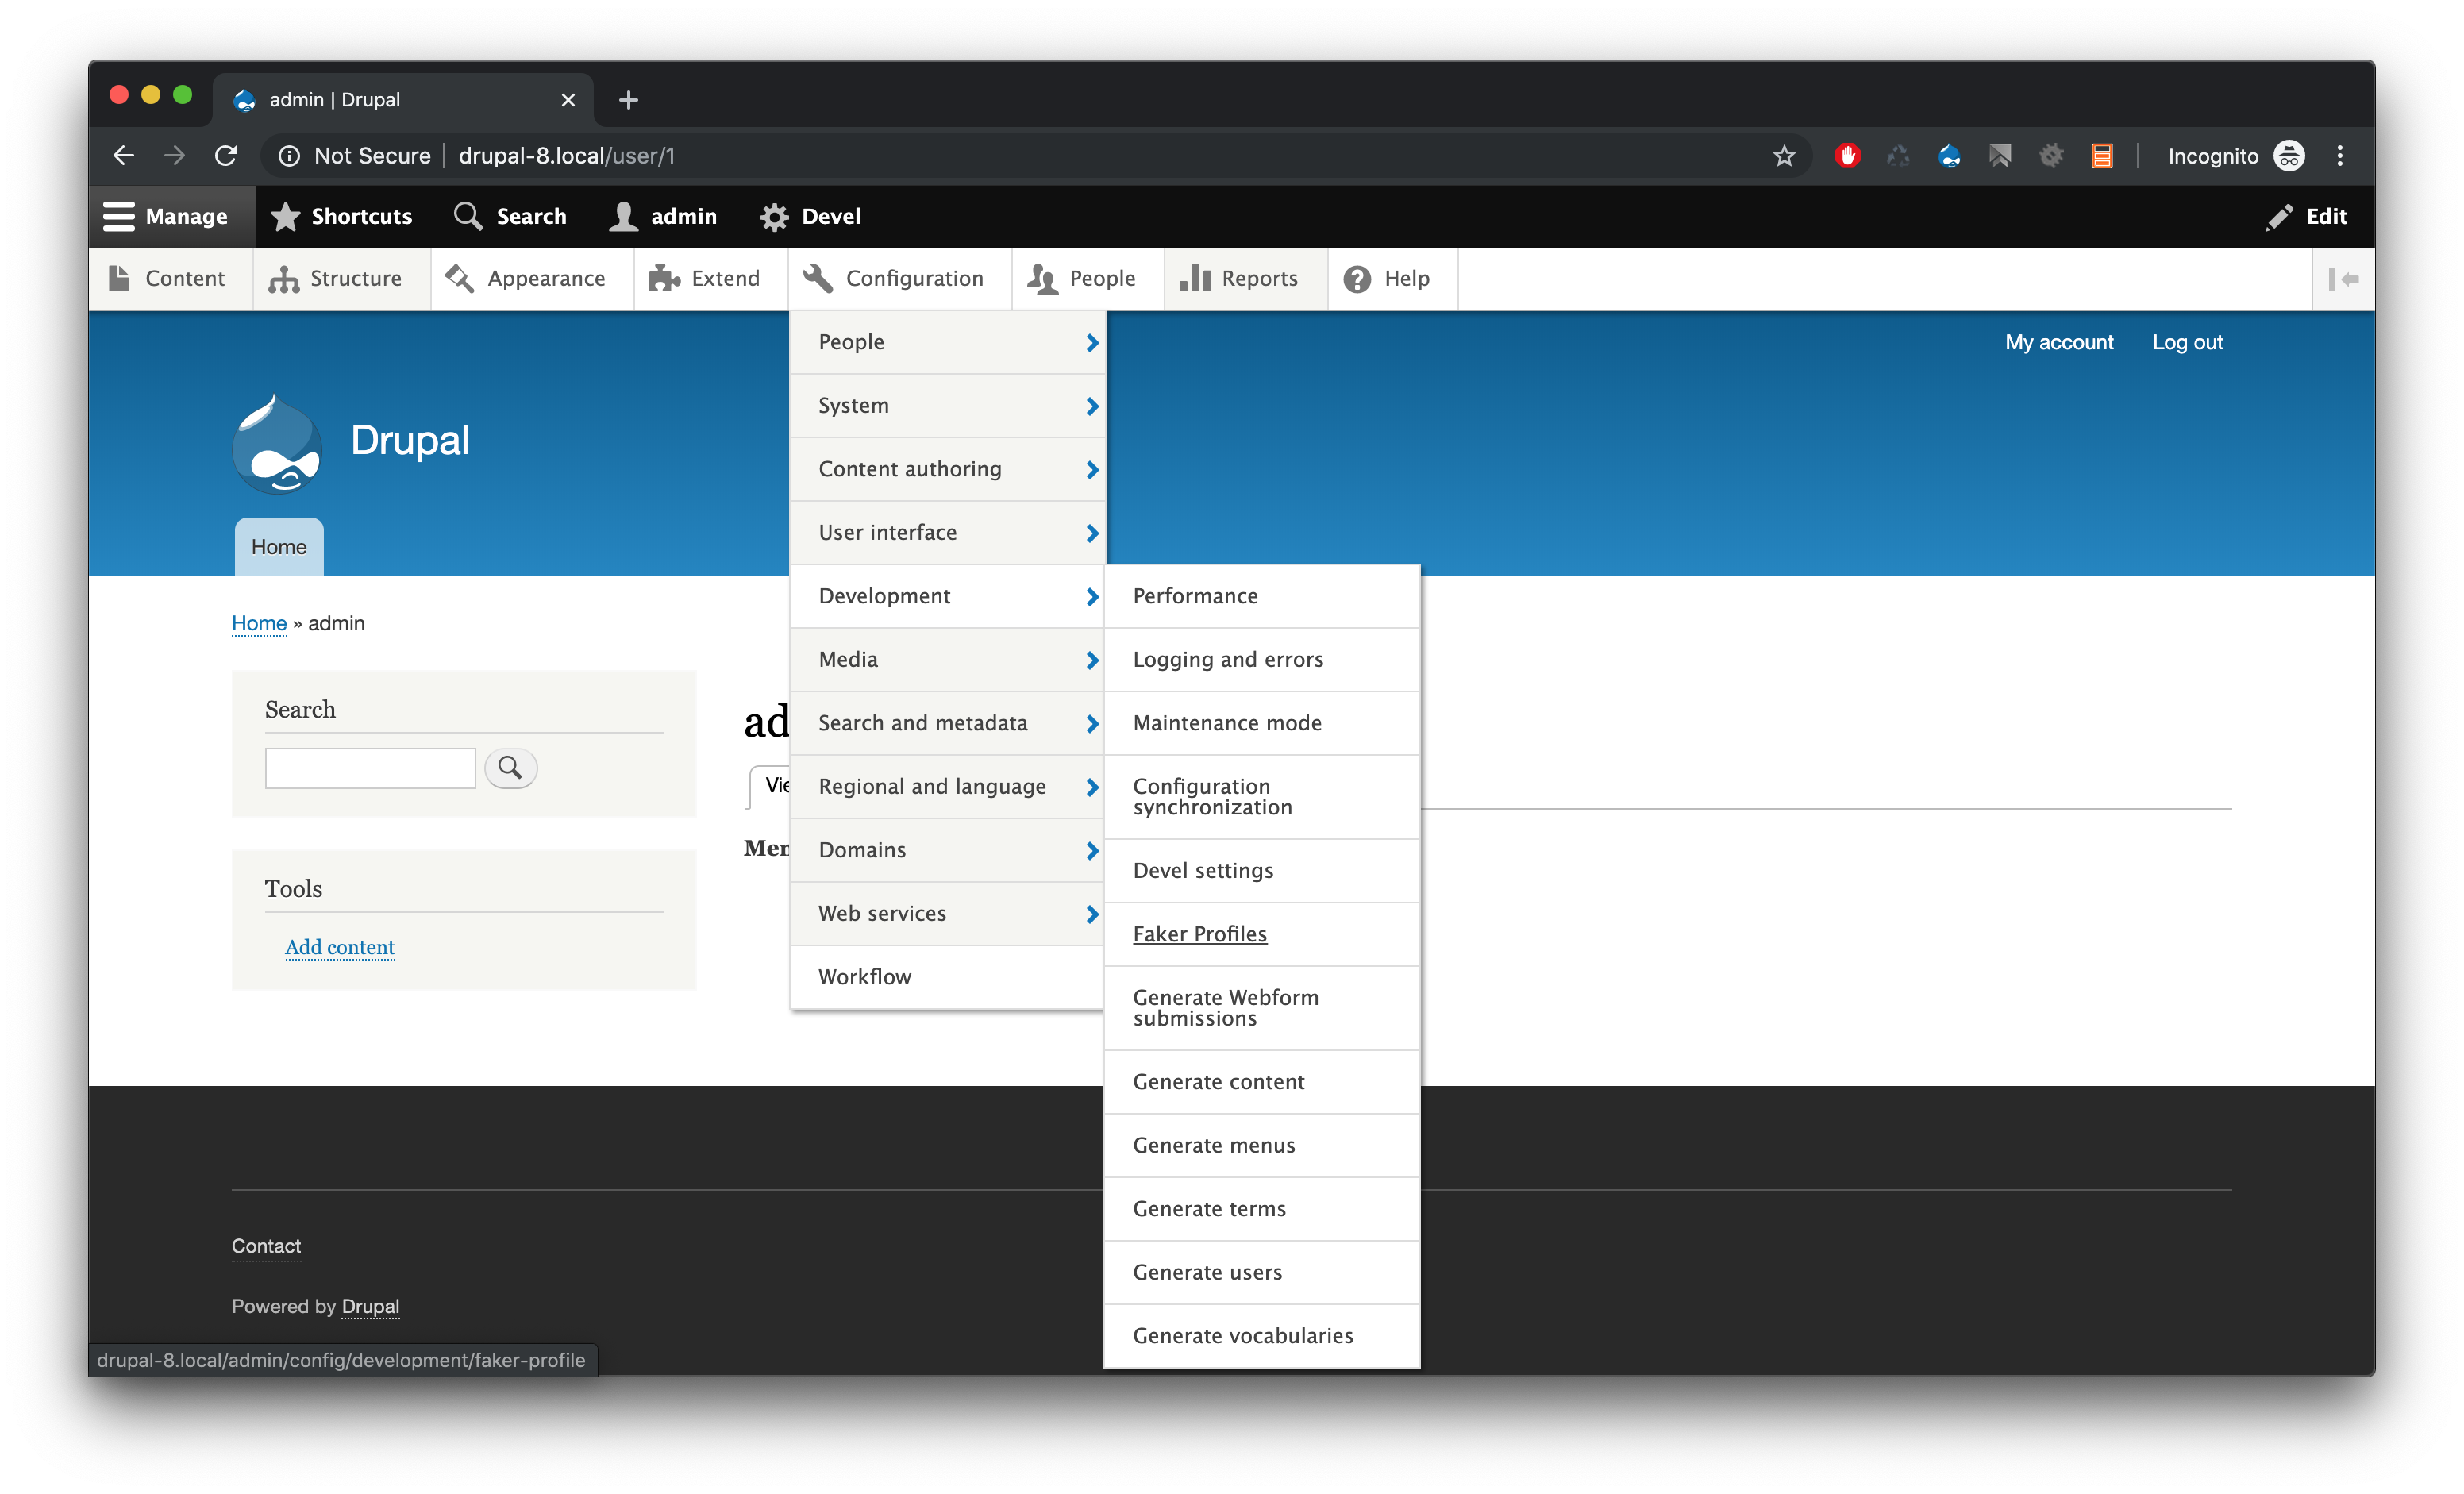 admin | Drupal
Not Secure drupal-8.local/user/1 Incognito
Manage Shortcuts Search admin Devel Edit
Content Structure Appearance Extend Configuration People Reports Help
My account Log out
Drupal
Home
Home » admin
Search
Tools
Add content
ad
Vie
Mem
People
System
Content authoring
User interface
Development
Media
Search and metadata
Regional and language
Domains
Web services
Workflow
Performance
Logging and errors
Maintenance mode
Configuration
synchronization
Devel settings
Faker Profiles
Generate Webform
submissions
Generate content
Generate menus
Generate terms
Generate users
Generate vocabularies
Contact
Powered by Drupal
drupal-8.local/admin/config/development/faker-profile